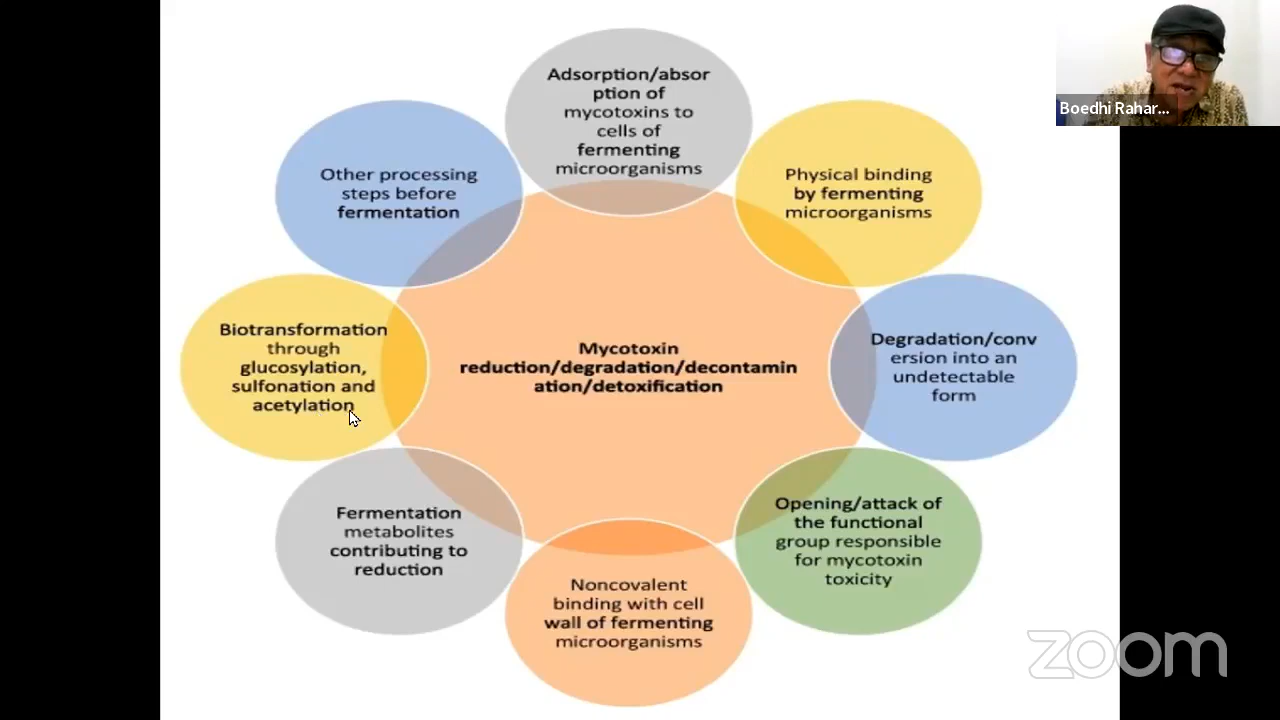 Adsorption/absor
ption of
mycotoxins to
cells of
fermenting
microorganisms
Physical binding
by fermenting
microorganisms
Degradation/conv
ersion into an
undetectable
form
Opening/attack of
the functional
group responsible
for mycotoxin
toxicity
Noncovalent
binding with cell
wall of fermenting
microorganisms
Fermentation
metabolites
contributing to
reduction
Biotransformation
through
glucosylation,
sulfonation and
acetylation
Other processing
steps before
fermentation
Mycotoxin
reduction/degradation/decontamin
ation/detoxification
Boedhi Rahar...
zoom